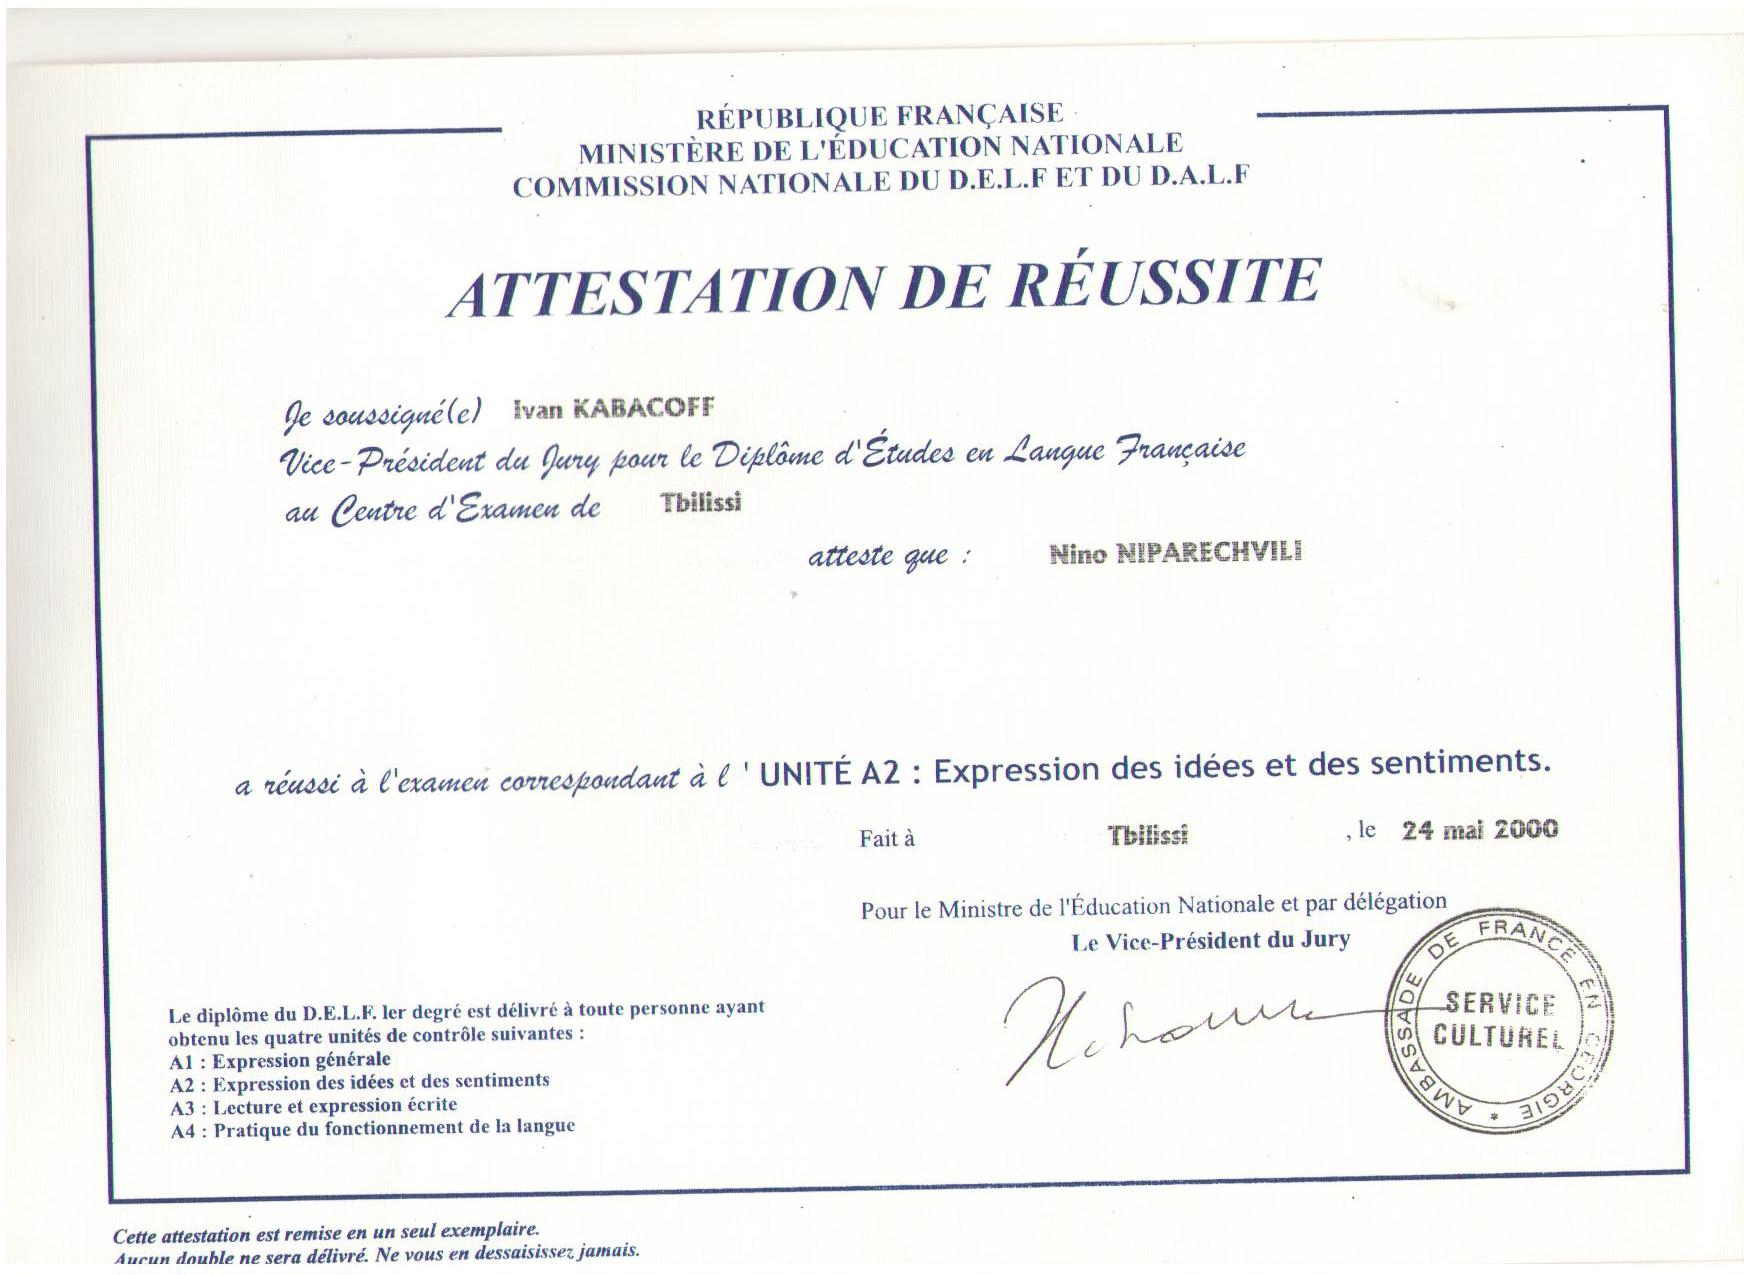 RÉPUBLIQUE FRANÇAISE
MINISTÈRE DE L'ÉDUCATION NATIONALE
COMMISSION NATIONALE DU D.E.L.F ET DU D.A.L.F
ATTESTATION DE RÉUSSITE
Je soussigné(e) Ivan KABACOFF
Vice-Président du Jury pour le Diplôme d'Études en Langue Française
au Centre d'Examen de Tbilissi
atteste que : Nino NIPARECHVILI
a réussi à l'examen correspondant à l ' UNITÉ A2 : Expression des idées et des sentiments.
Fait à Tbilissi , le 24 mai 2000
Pour le Ministre de l'Éducation Nationale et par délégation
Le Vice-Président du Jury
AMBASSADE DE FRANCE EN GEORGIE *
SERVICE
CULTUREL
Le diplôme du D.E.L.F. 1er degré est délivré à toute personne ayant
obtenu les quatre unités de contrôle suivantes :
A1 : Expression générale
A2 : Expression des idées et des sentiments
A3 : Lecture et expression écrite
A4 : Pratique du fonctionnement de la langue
Cette attestation est remise en un seul exemplaire.
Aucun double ne sera délivré. Ne vous en dessaisissez jamais.